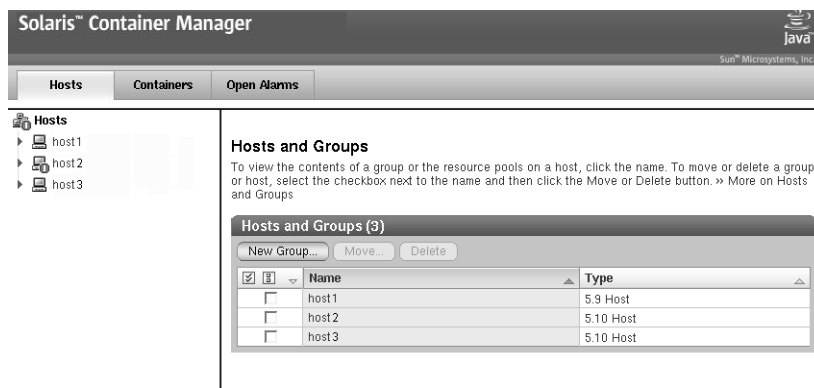 Solaris™ Container Manager
Java™
Sun™ Microsystems, Inc.
Hosts Containers Open Alarms
Hosts
host1
host2
host3
Hosts and Groups
To view the contents of a group or the resource pools on a host, click the name. To move or delete a group
or host, select the checkbox next to the name and then click the Move or Delete button. » More on Hosts
and Groups
Hosts and Groups (3)
New Group... Move... Delete
Name Type
host1 5.9 Host
host2 5.10 Host
host3 5.10 Host